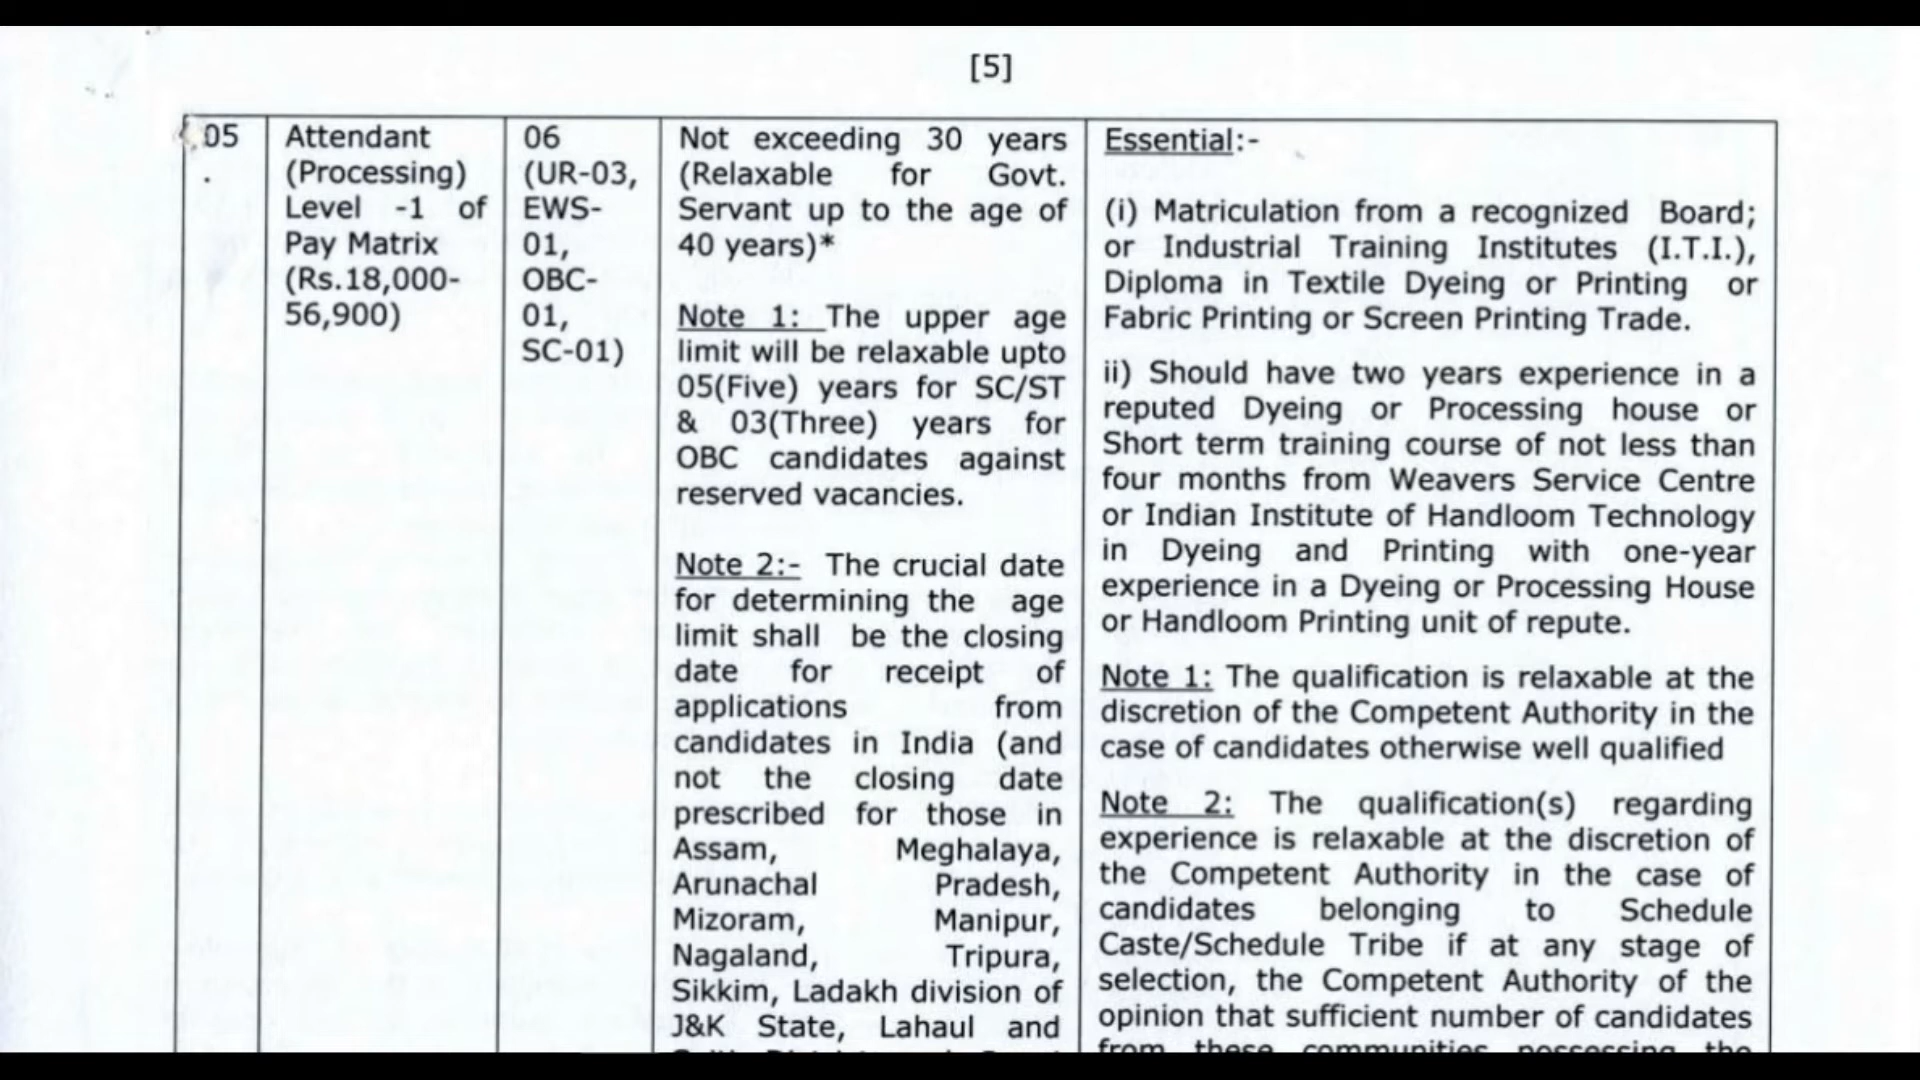 [5]
05
.
Attendant
(Processing)
Level -1 of
Pay Matrix
(Rs.18,000-
56,900)
06
(UR-03,
EWS-
01,
OBC-
01,
SC-01)
Not exceeding 30 years
(Relaxable for Govt.
Servant up to the age of
40 years)*
Note 1: The upper age
limit will be relaxable upto
05(Five) years for SC/ST
& 03(Three) years for
OBC candidates against
reserved vacancies.
Note 2:- The crucial date
for determining the age
limit shall be the closing
date for receipt of
applications from
candidates in India (and
not the closing date
prescribed for those in
Assam, Meghalaya,
Arunachal Pradesh,
Mizoram, Manipur,
Nagaland, Tripura,
Sikkim, Ladakh division of
J&K State, Lahaul and
Essential:-
(i) Matriculation from a recognized Board;
or Industrial Training Institutes (I.T.I.),
Diploma in Textile Dyeing or Printing or
Fabric Printing or Screen Printing Trade.
ii) Should have two years experience in a
reputed Dyeing or Processing house or
Short term training course of not less than
four months from Weavers Service Centre
or Indian Institute of Handloom Technology
in Dyeing and Printing with one-year
experience in a Dyeing or Processing House
or Handloom Printing unit of repute.
Note 1: The qualification is relaxable at the
discretion of the Competent Authority in the
case of candidates otherwise well qualified
Note 2: The qualification(s) regarding
experience is relaxable at the discretion of
the Competent Authority in the case of
candidates belonging to Schedule
Caste/Schedule Tribe if at any stage of
selection, the Competent Authority of the
opinion that sufficient number of candidates
from these communities possessing the